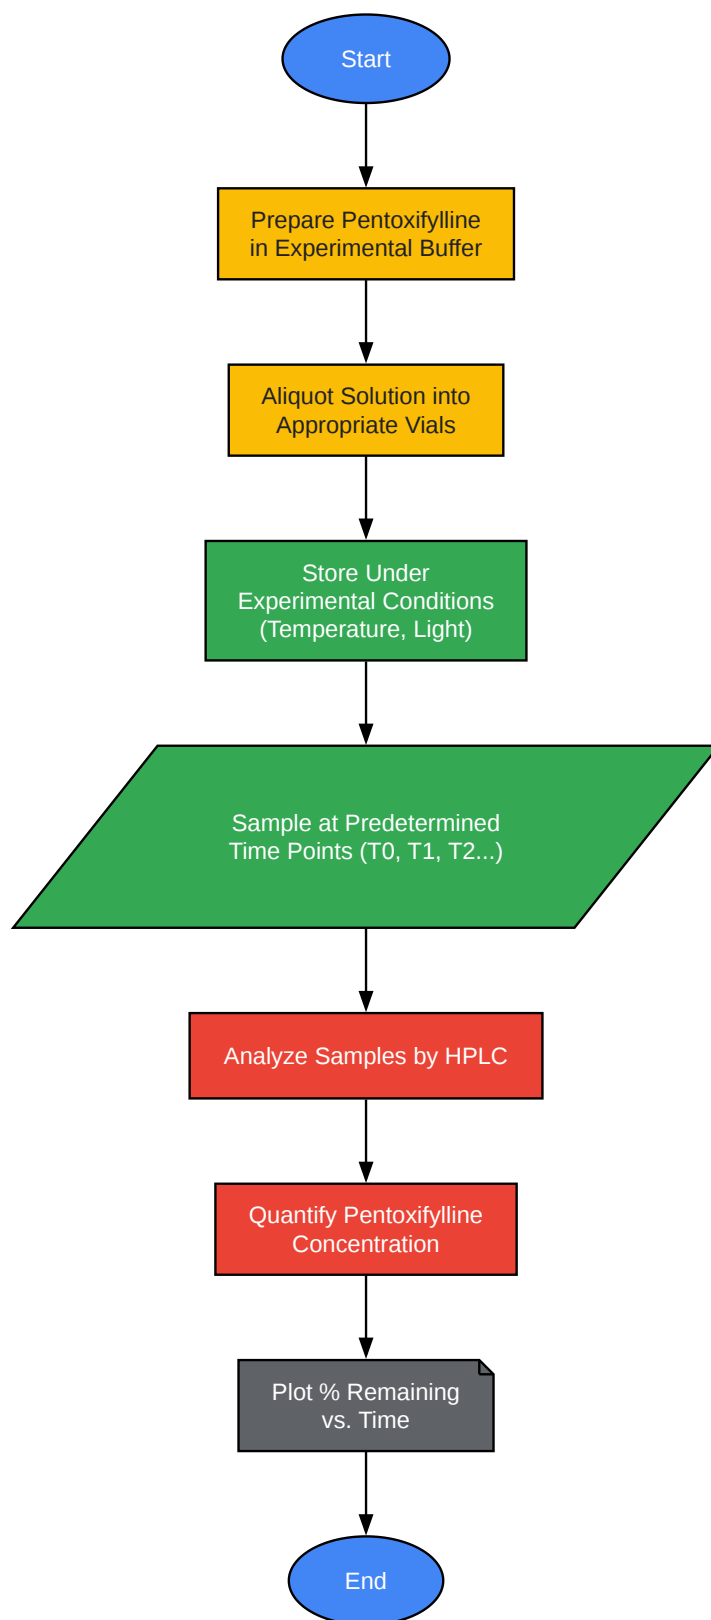 Start
Prepare Pentoxifylline
in Experimental Buffer
Aliquot Solution into
Appropriate Vials
Store Under
Experimental Conditions
(Temperature, Light)
Sample at Predetermined
Time Points (T0, T1, T2...)
Analyze Samples by HPLC
Quantify Pentoxifylline
Concentration
Plot % Remaining
vs. Time
End